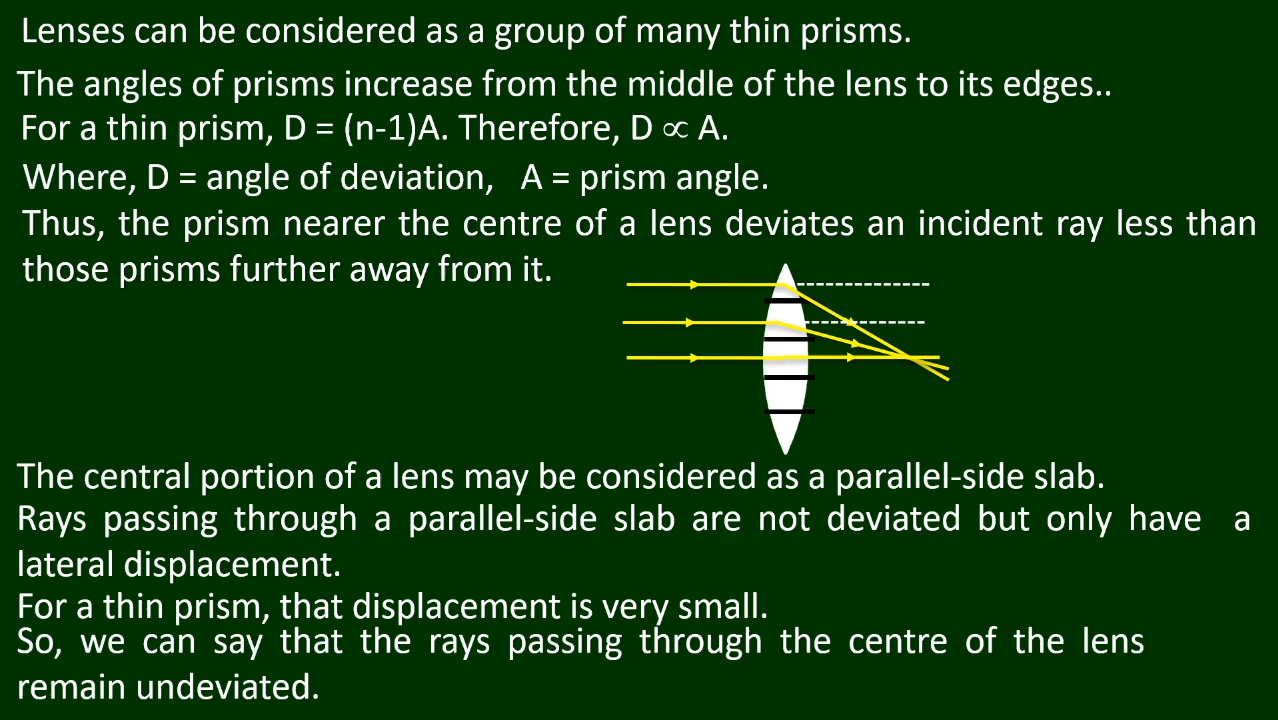 Lenses can be considered as a group of many thin prisms.
The angles of prisms increase from the middle of the lens to its edges..
For a thin prism, D = (n-1)A. Therefore, D ∝ A.
Where, D = angle of deviation,   A = prism angle.
Thus, the prism nearer the centre of a lens deviates an incident ray less than
those prisms further away from it.
The central portion of a lens may be considered as a parallel-side slab.
Rays passing through a parallel-side slab are not deviated but only have a
lateral displacement.
For a thin prism, that displacement is very small.
So, we can say that the rays passing through the centre of the lens
remain undeviated.